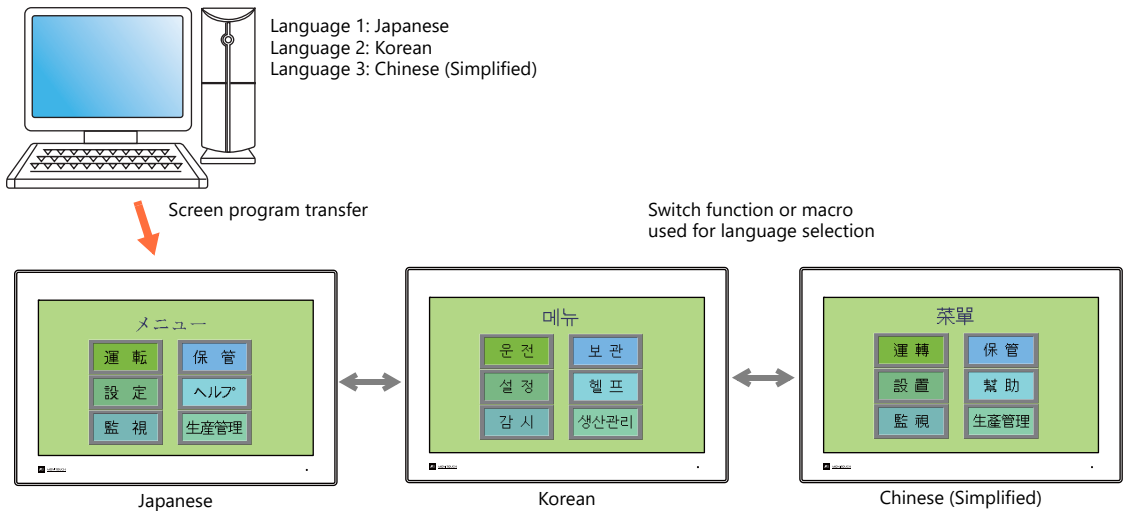 Language 1: Japanese
Language 2: Korean
Language 3: Chinese (Simplified)
Screen program transfer
Switch function or macro
used for language selection
メニュー
運 転
保 管
設 定
ヘルプ
監 視
生産管理
메뉴
운 전
보 관
설 정
헬 프
감 시
생산관리
菜單
運 轉
保 管
設 置
幫 助
監 視
生産管理
Japanese
Korean
Chinese (Simplified)